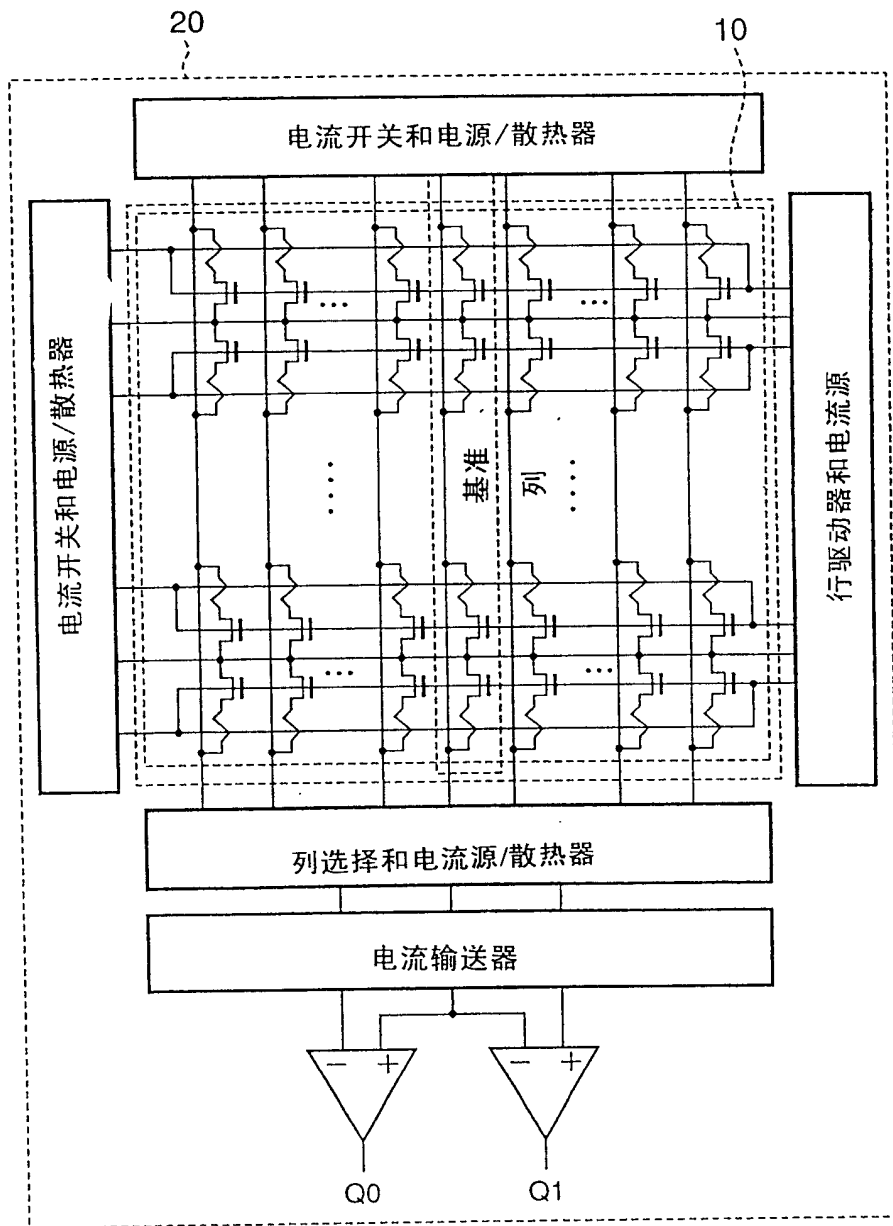 20
10
电流开关和电源/散热器
电流开关和电源/散热器
基准
列
行驱动器和电流源
列选择和电流源/散热器
电流输送器
− +
− +
Q0
Q1